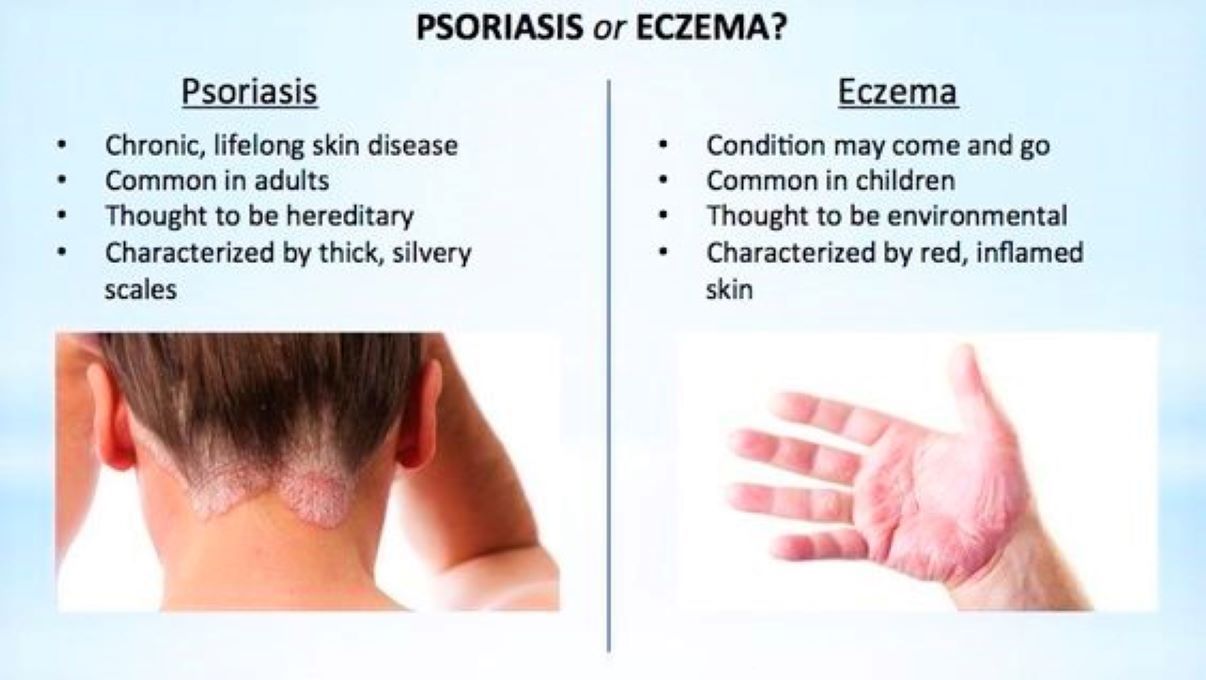 PSORIASIS or ECZEMA?
Psoriasis
• Chronic, lifelong skin disease
• Common in adults
• Thought to be hereditary
• Characterized by thick, silvery
scales
Eczema
• Condition may come and go
• Common in children
• Thought to be environmental
• Characterized by red, inflamed
skin